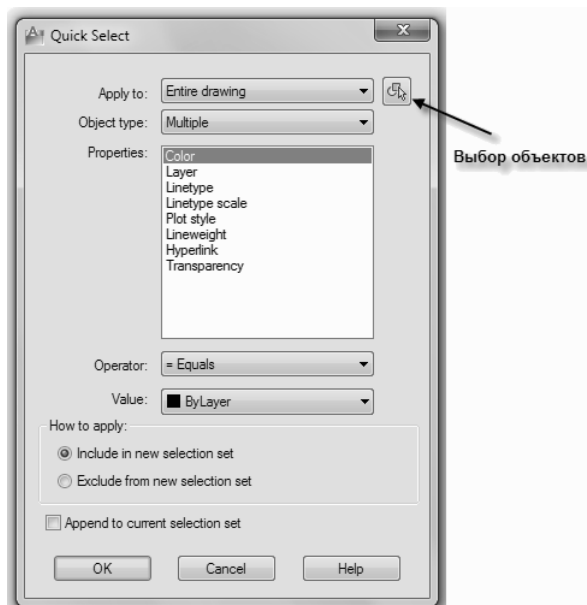 Quick Select
Apply to: Entire drawing
Object type: Multiple
Выбор объектов
Properties: Color
Layer
Linetype
Linetype scale
Plot style
Lineweight
Hyperlink
Transparency
Operator: = Equals
Value: ByLayer
How to apply:
Include in new selection set
Exclude from new selection set
Append to current selection set
OK Cancel Help